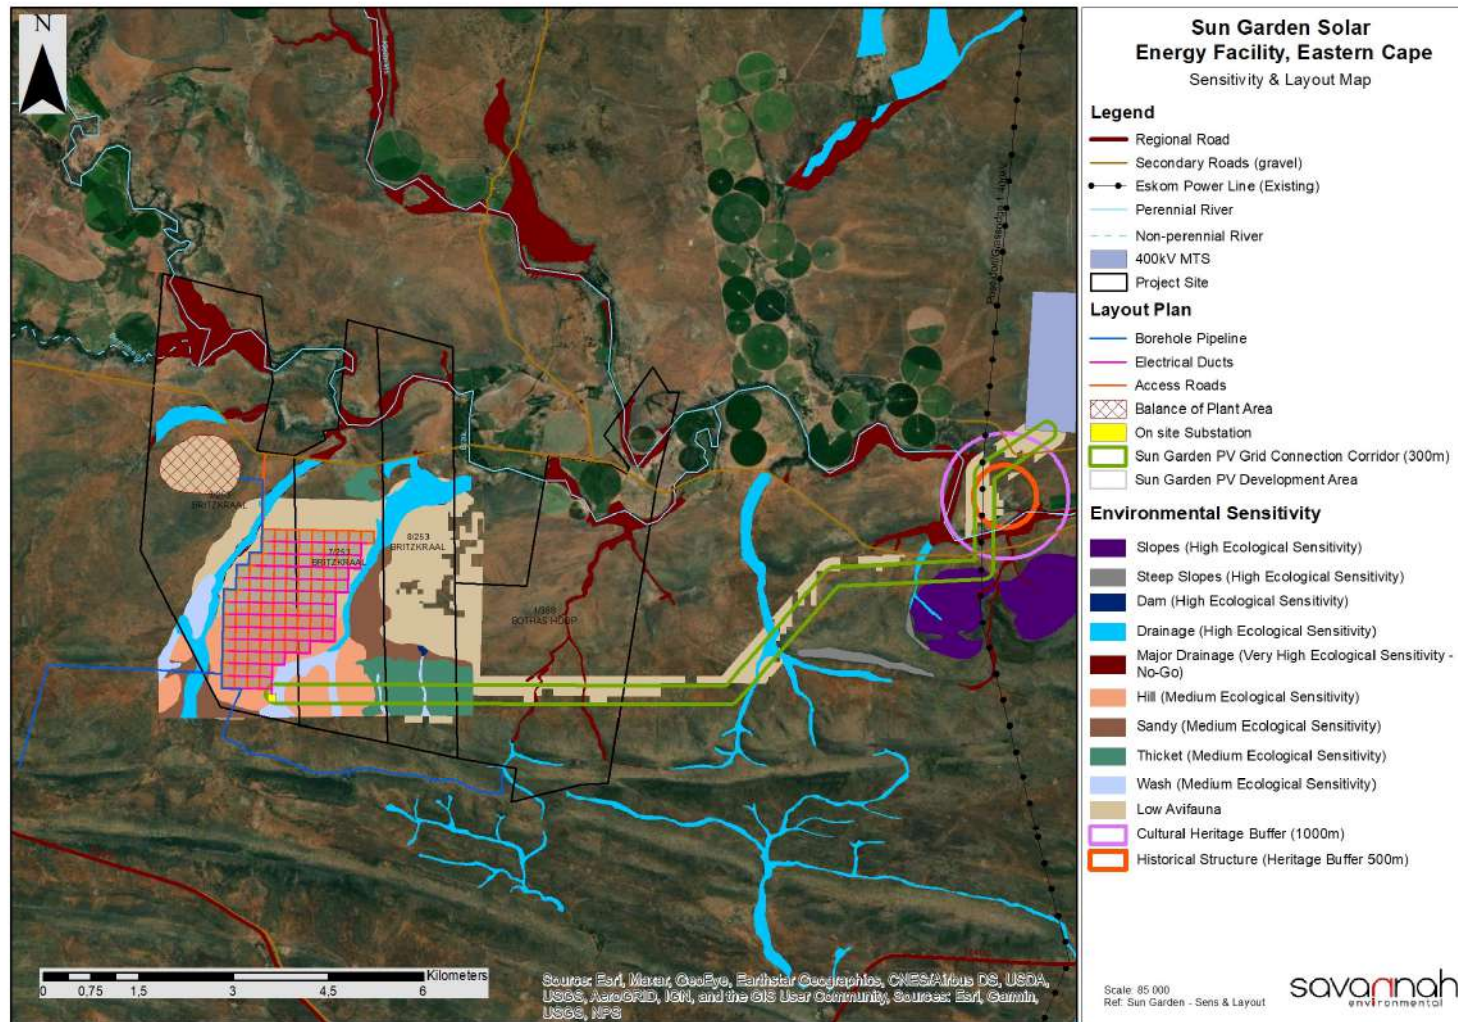 N
Sun Garden Solar
Energy Facility, Eastern Cape
Sensitivity & Layout Map
Legend
Regional Road
Secondary Roads (gravel)
Eskom Power Line (Existing)
Perennial River
Non-perennial River
400kV MTS
Project Site
Layout Plan
Borehole Pipeline
Electrical Ducts
Access Roads
Balance of Plant Area
On site Substation
Sun Garden PV Grid Connection Corridor (300m)
Sun Garden PV Development Area
Environmental Sensitivity
Slopes (High Ecological Sensitivity)
Steep Slopes (High Ecological Sensitivity)
Dam (High Ecological Sensitivity)
Drainage (High Ecological Sensitivity)
Major Drainage (Very High Ecological Sensitivity -
No-Go)
Hill (Medium Ecological Sensitivity)
Sandy (Medium Ecological Sensitivity)
Thicket (Medium Ecological Sensitivity)
Wash (Medium Ecological Sensitivity)
Low Avifauna
Cultural Heritage Buffer (1000m)
Historical Structure (Heritage Buffer 500m)
BRITZKRAAL
8/253
BRITZKRAAL
7/253
BRITZKRAAL
BOTHAS HOOP
Kilometers
0 0,75 1,5 3 4,5 6
Source: Esri, Maxar, GeoEye, Earthstar Geographics, CNES/Airbus DS, USDA,
USGS, AeroGRID, IGN, and the GIS User Community, Sources: Esri, Garmin,
USGS, NPS
Scale: 85 000
Ref: Sun Garden - Sens & Layout
savannah
environmental